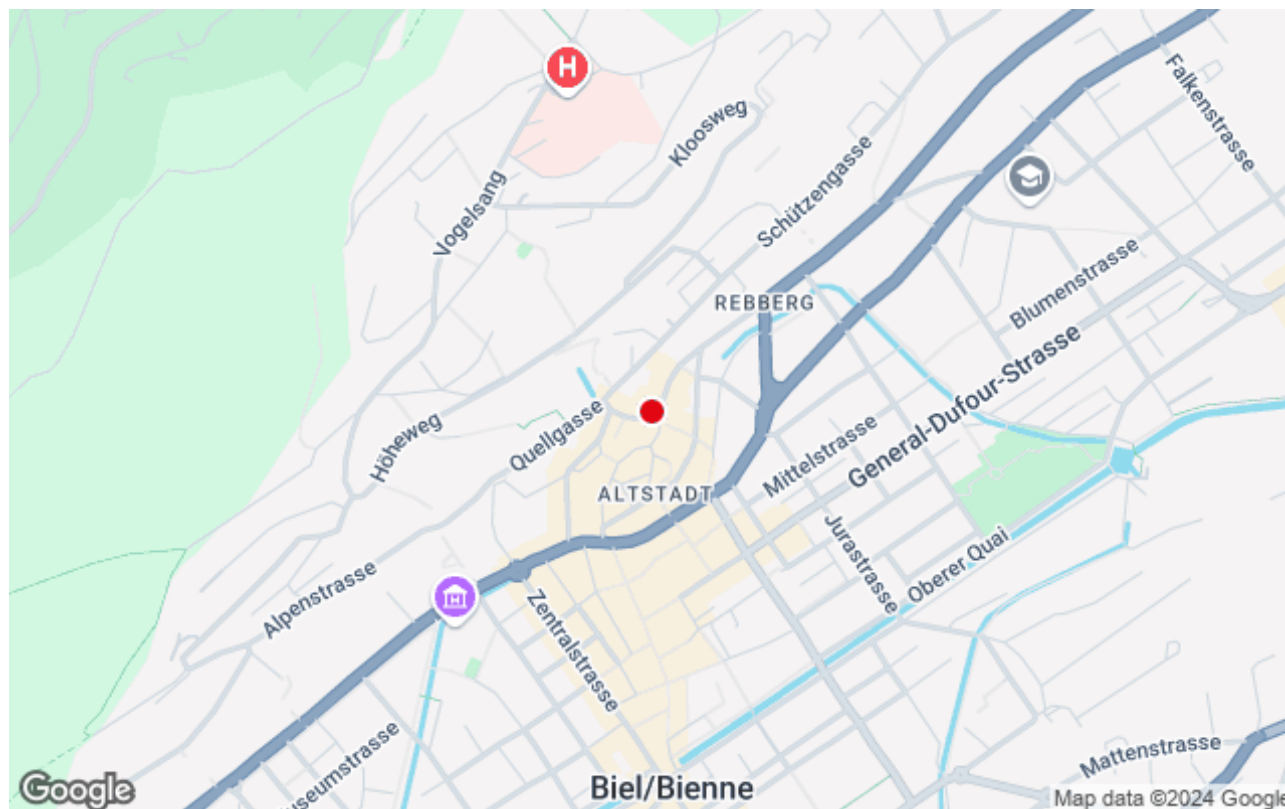 H
Falkenstrasse
Kloosweg
Vogelsang
Schützengasse
Blumenstrasse
REBBERG
General-Dufour-Strasse
Höheweg
Quellgasse
Mittelstrasse
ALTSTADT
Jurastrasse
Oberer Quai
Alpenstrasse
Zentralstrasse
Mattenstrasse
useumstrasse
Biel/Bienne
Google
Map data ©2024 Google